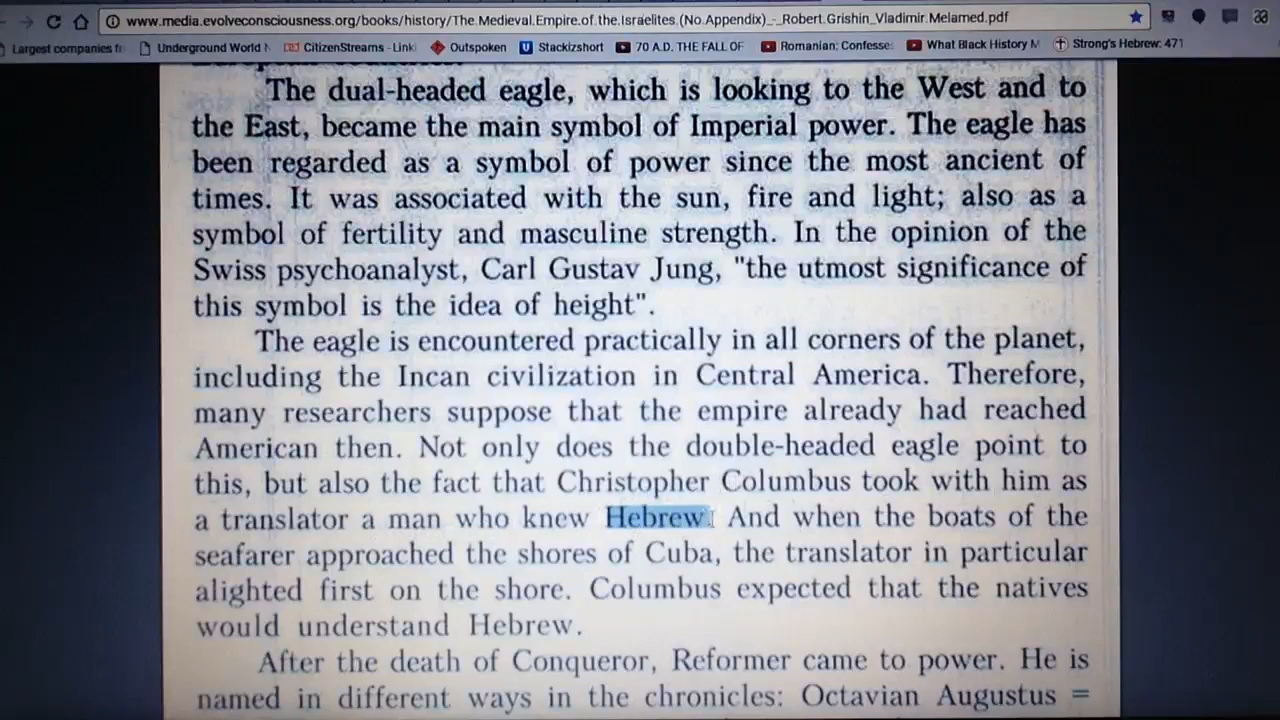 www.media.evolveconsciousness.org/books/history/The.Medieval.Empire.of.the.Israelites.(No.Appendix)_-_Robert.Grishin_Vladimir.Melamed.pdf
Largest companies Underground World CitizenStreams - Link Outspoken Stackizshort 70 A.D. THE FALL OF Romanian: Confesse What Black History M Strong's Hebrew: 471
The dual-headed eagle, which is looking to the West and to
the East, became the main symbol of Imperial power. The eagle has
been regarded as a symbol of power since the most ancient of
times. It was associated with the sun, fire and light; also as a
symbol of fertility and masculine strength. In the opinion of the
Swiss psychoanalyst, Carl Gustav Jung, "the utmost significance of
this symbol is the idea of height".
The eagle is encountered practically in all corners of the planet,
including the Incan civilization in Central America. Therefore,
many researchers suppose that the empire already had reached
American then. Not only does the double-headed eagle point to
this, but also the fact that Christopher Columbus took with him as
a translator a man who knew Hebrew. And when the boats of the
seafarer approached the shores of Cuba, the translator in particular
alighted first on the shore. Columbus expected that the natives
would understand Hebrew.
After the death of Conqueror, Reformer came to power. He is
named in different ways in the chronicles: Octavian Augustus =